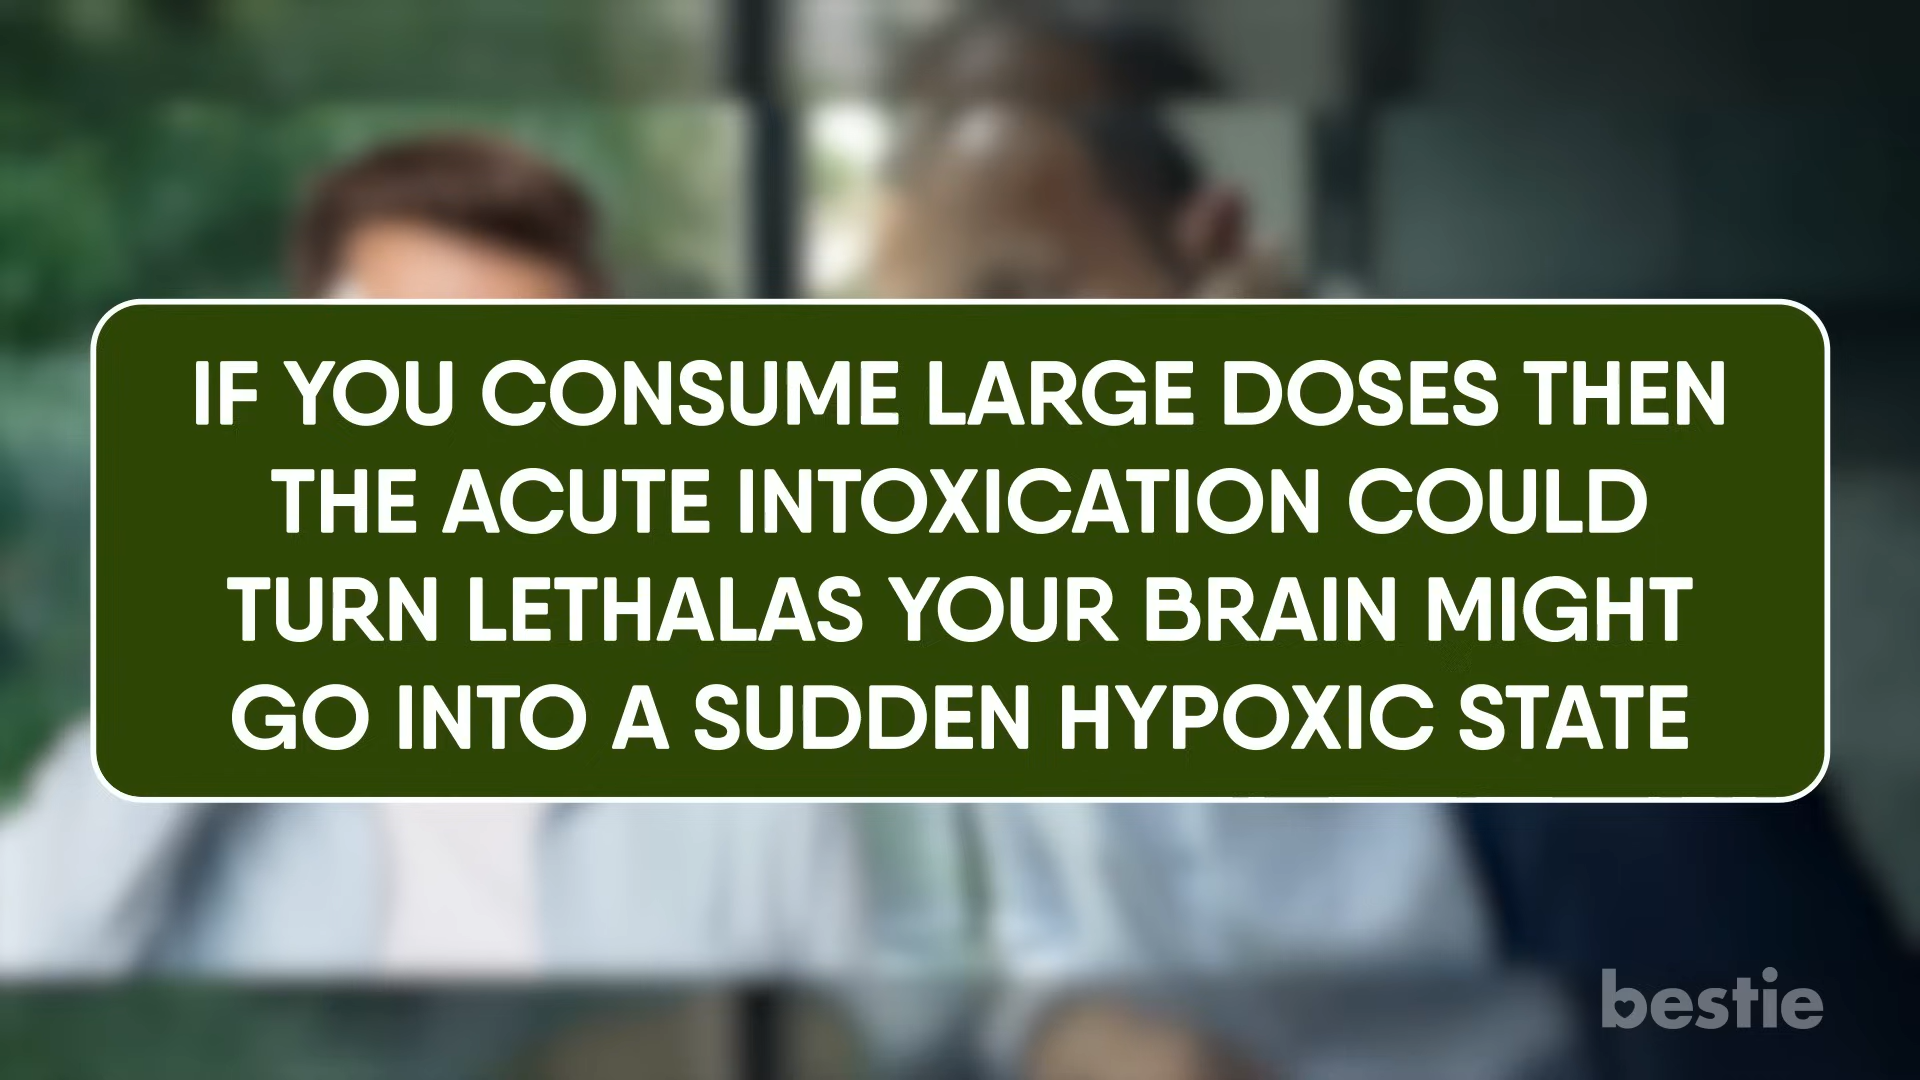 IF YOU CONSUME LARGE DOSES THEN
THE ACUTE INTOXICATION COULD
TURN LETHALAS YOUR BRAIN MIGHT
GO INTO A SUDDEN HYPOXIC STATE
bestie